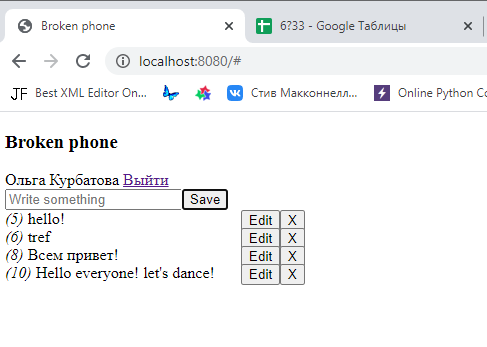 Broken phone
6?33 - Google Таблицы
localhost:8080/#
JF Best XML Editor On... Стив Макконнелл... Online Python Co
Broken phone
Ольга Курбатова Выйти
Write something Save
(5) hello! Edit X
(6) tref Edit X
(8) Всем привет! Edit X
(10) Hello everyone! let's dance! Edit X